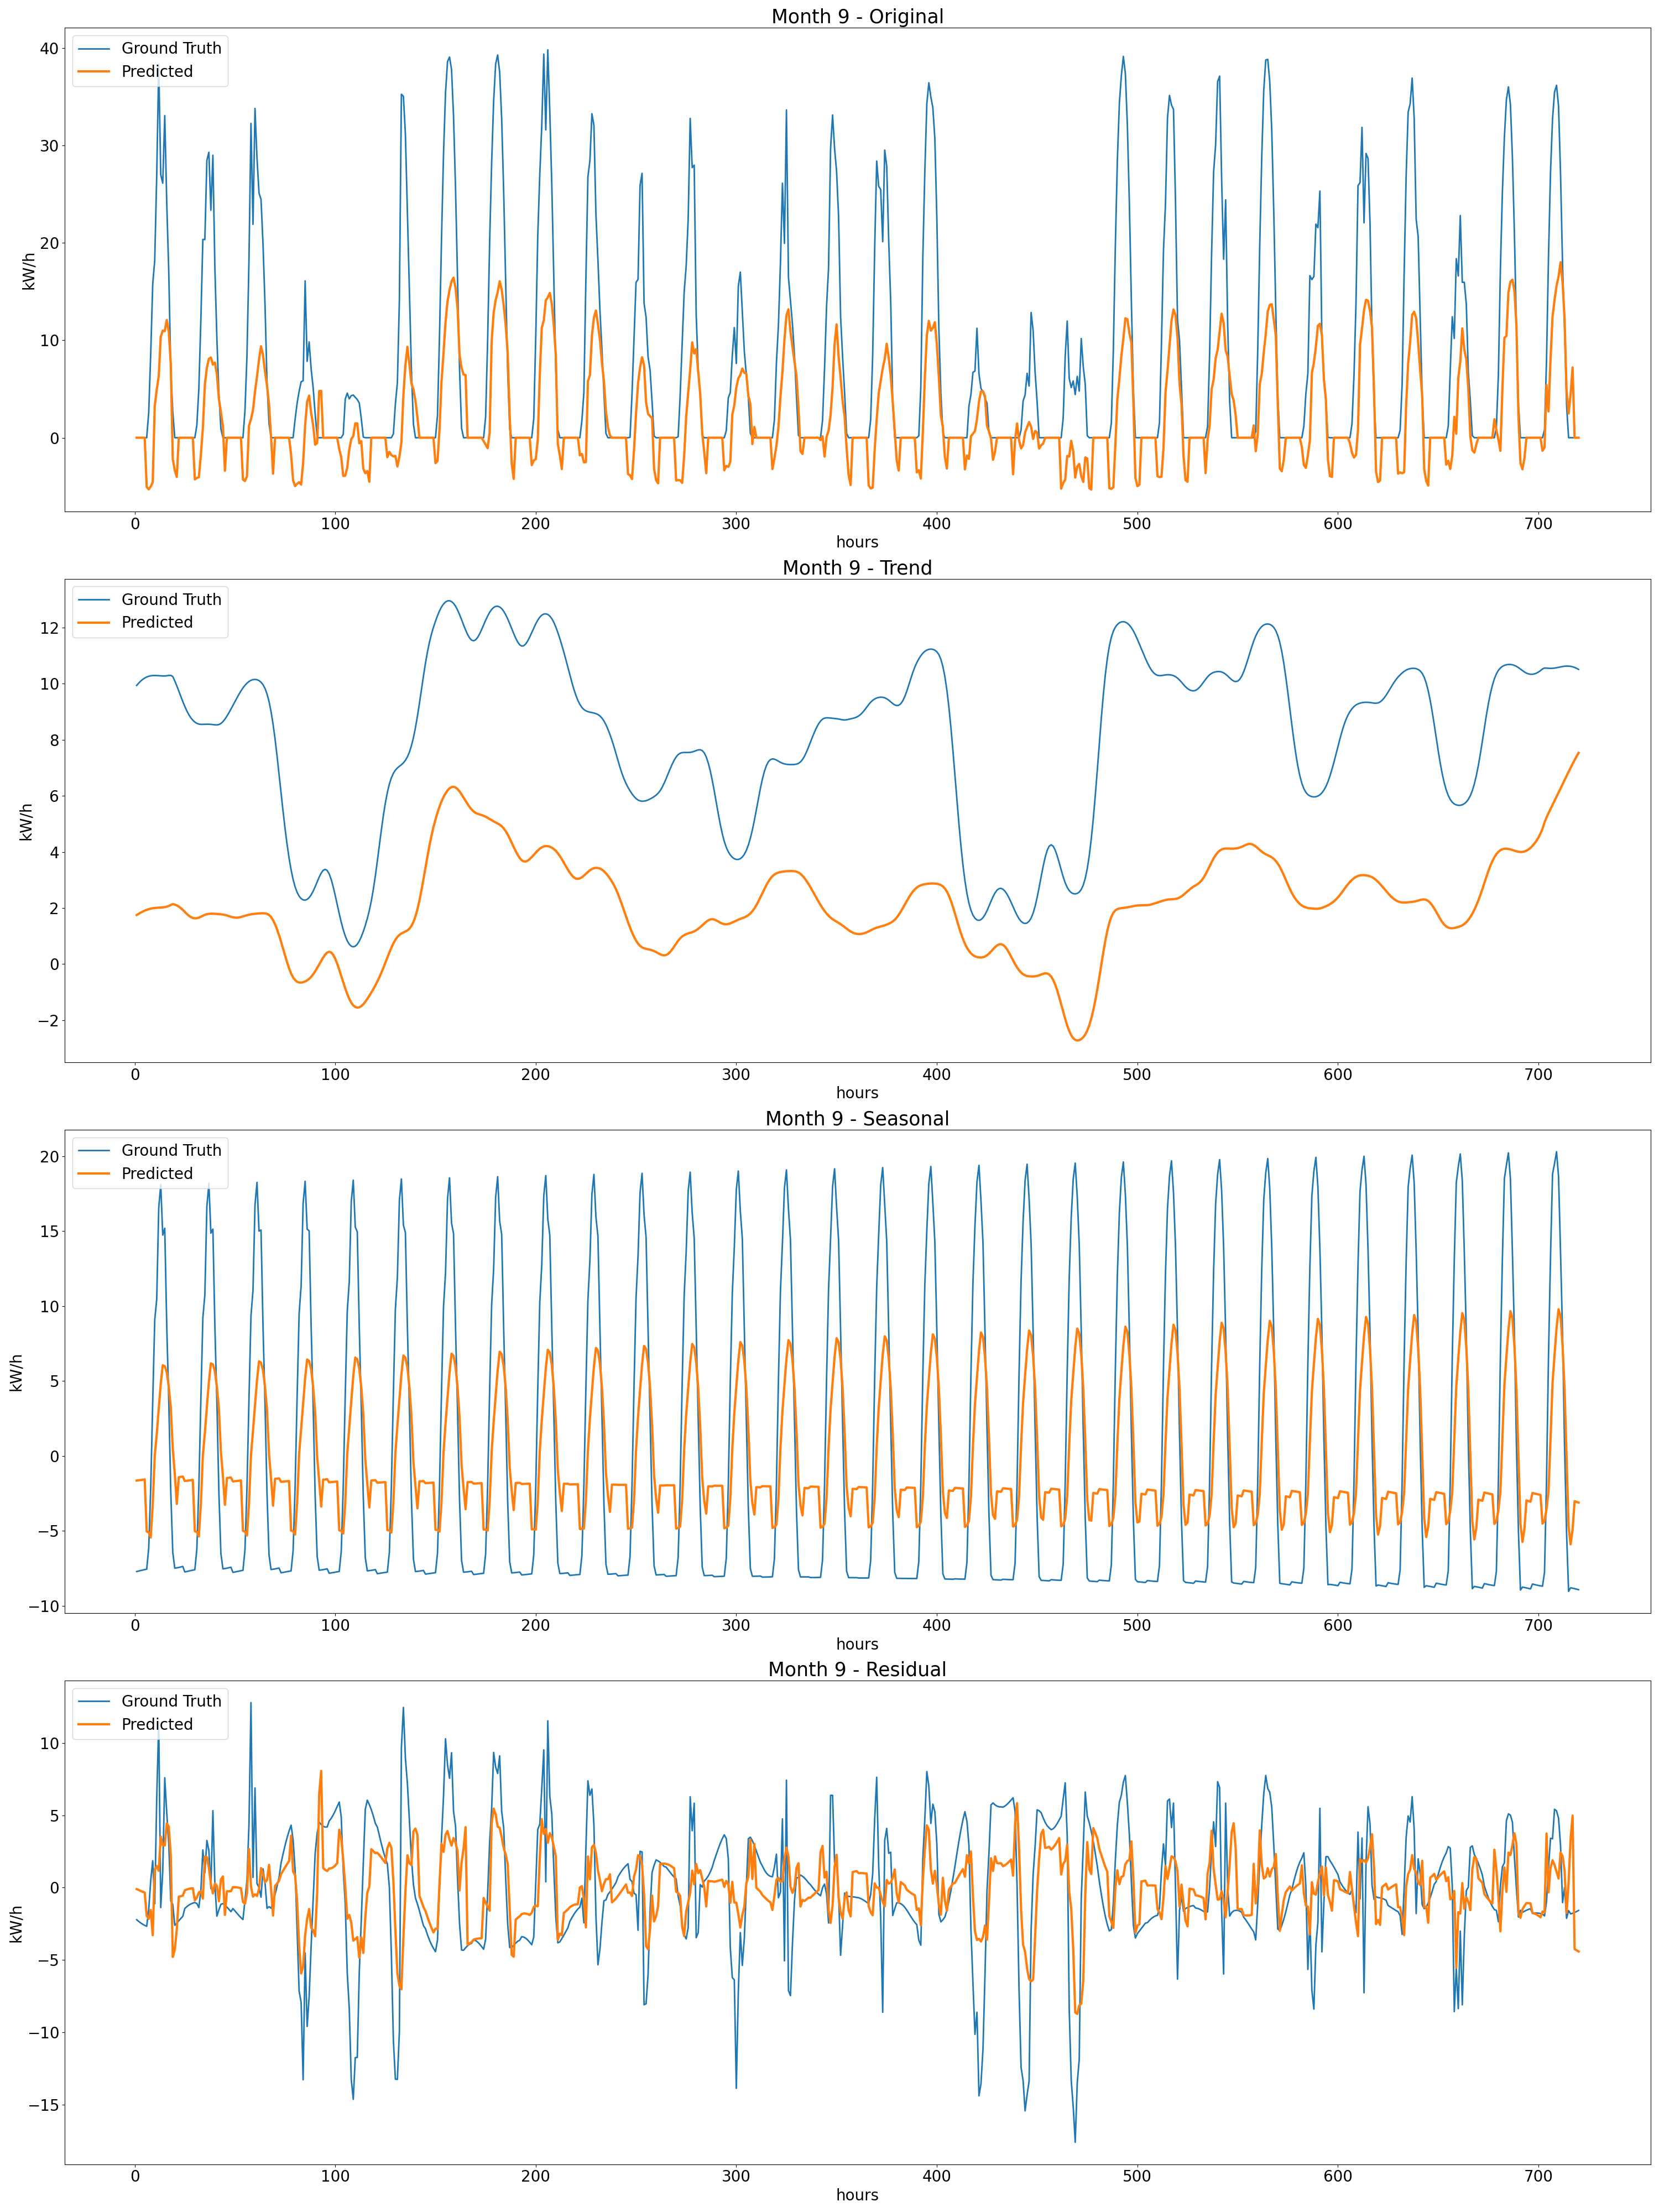 Month 9 - Original
Ground Truth
Predicted
40
30
20
10
0
kW/h
0 100 200 300 400 500 600 700
hours
Month 9 - Trend
Ground Truth
Predicted
12
10
8
6
4
2
0
−2
kW/h
0 100 200 300 400 500 600 700
hours
Month 9 - Seasonal
Ground Truth
Predicted
20
15
10
5
0
−5
−10
kW/h
0 100 200 300 400 500 600 700
hours
Month 9 - Residual
Ground Truth
Predicted
10
5
0
−5
−10
−15
kW/h
0 100 200 300 400 500 600 700
hours